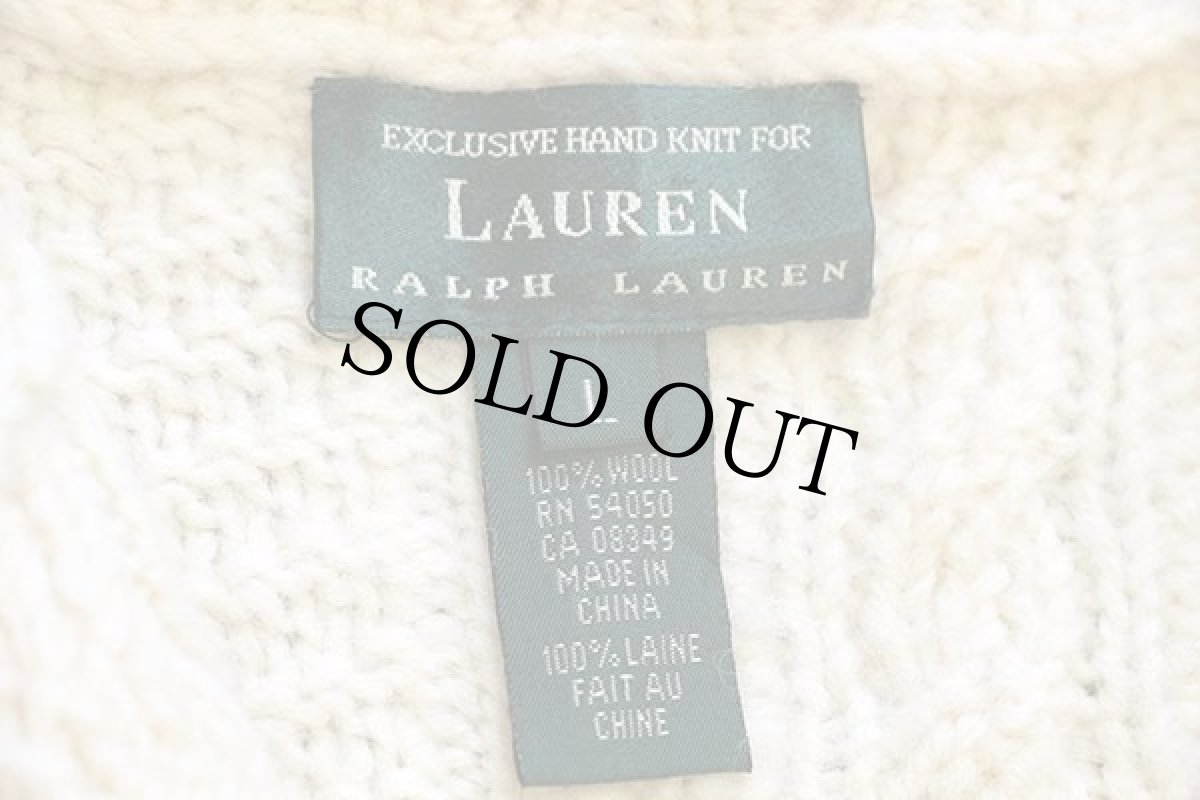 EXCLUSIVE HAND KNIT FOR
LAUREN
RALPH LAUREN
SOLD OUT
L
100% WOOL
RN 54050
CA 08349
MADE IN
CHINA
100% LAINE
FAIT AU
CHINE